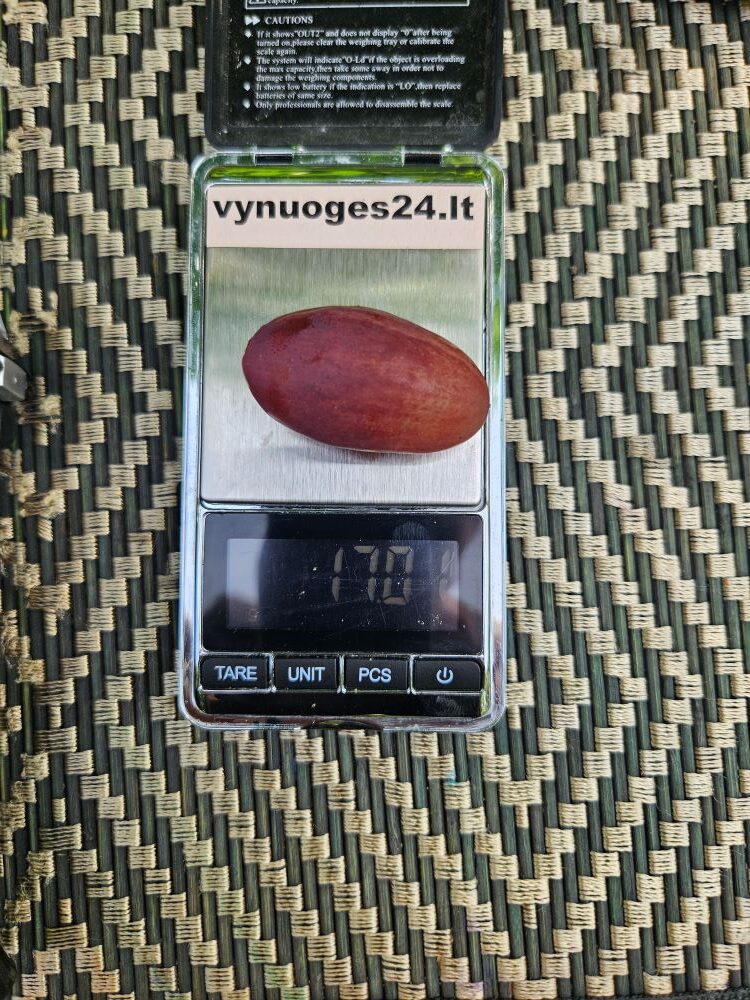 capacity.
CAUTIONS
If it shows"OUT2" and does not display "0"after being
turned on,please clear the weighing tray or calibrate the
scale again.
The system will indicate"O-Ld"if the object is overloading
the max capacity,then take some away in order not to
damage the weighing components.
It shows low battery if the indication is "LO",then replace
batteries of same size.
Only professionals are allowed to disassemble the scale.
vynuoges24.lt
TARE UNIT PCS